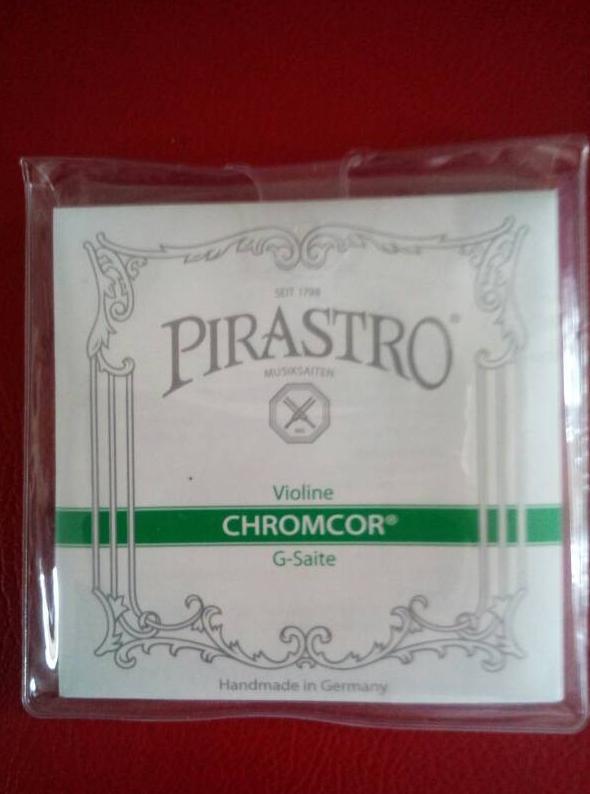 SEIT 1798
PIRASTRO®
MUSIKSAITEN
Violine
CHROMCOR®
G-Saite
Handmade in Germany